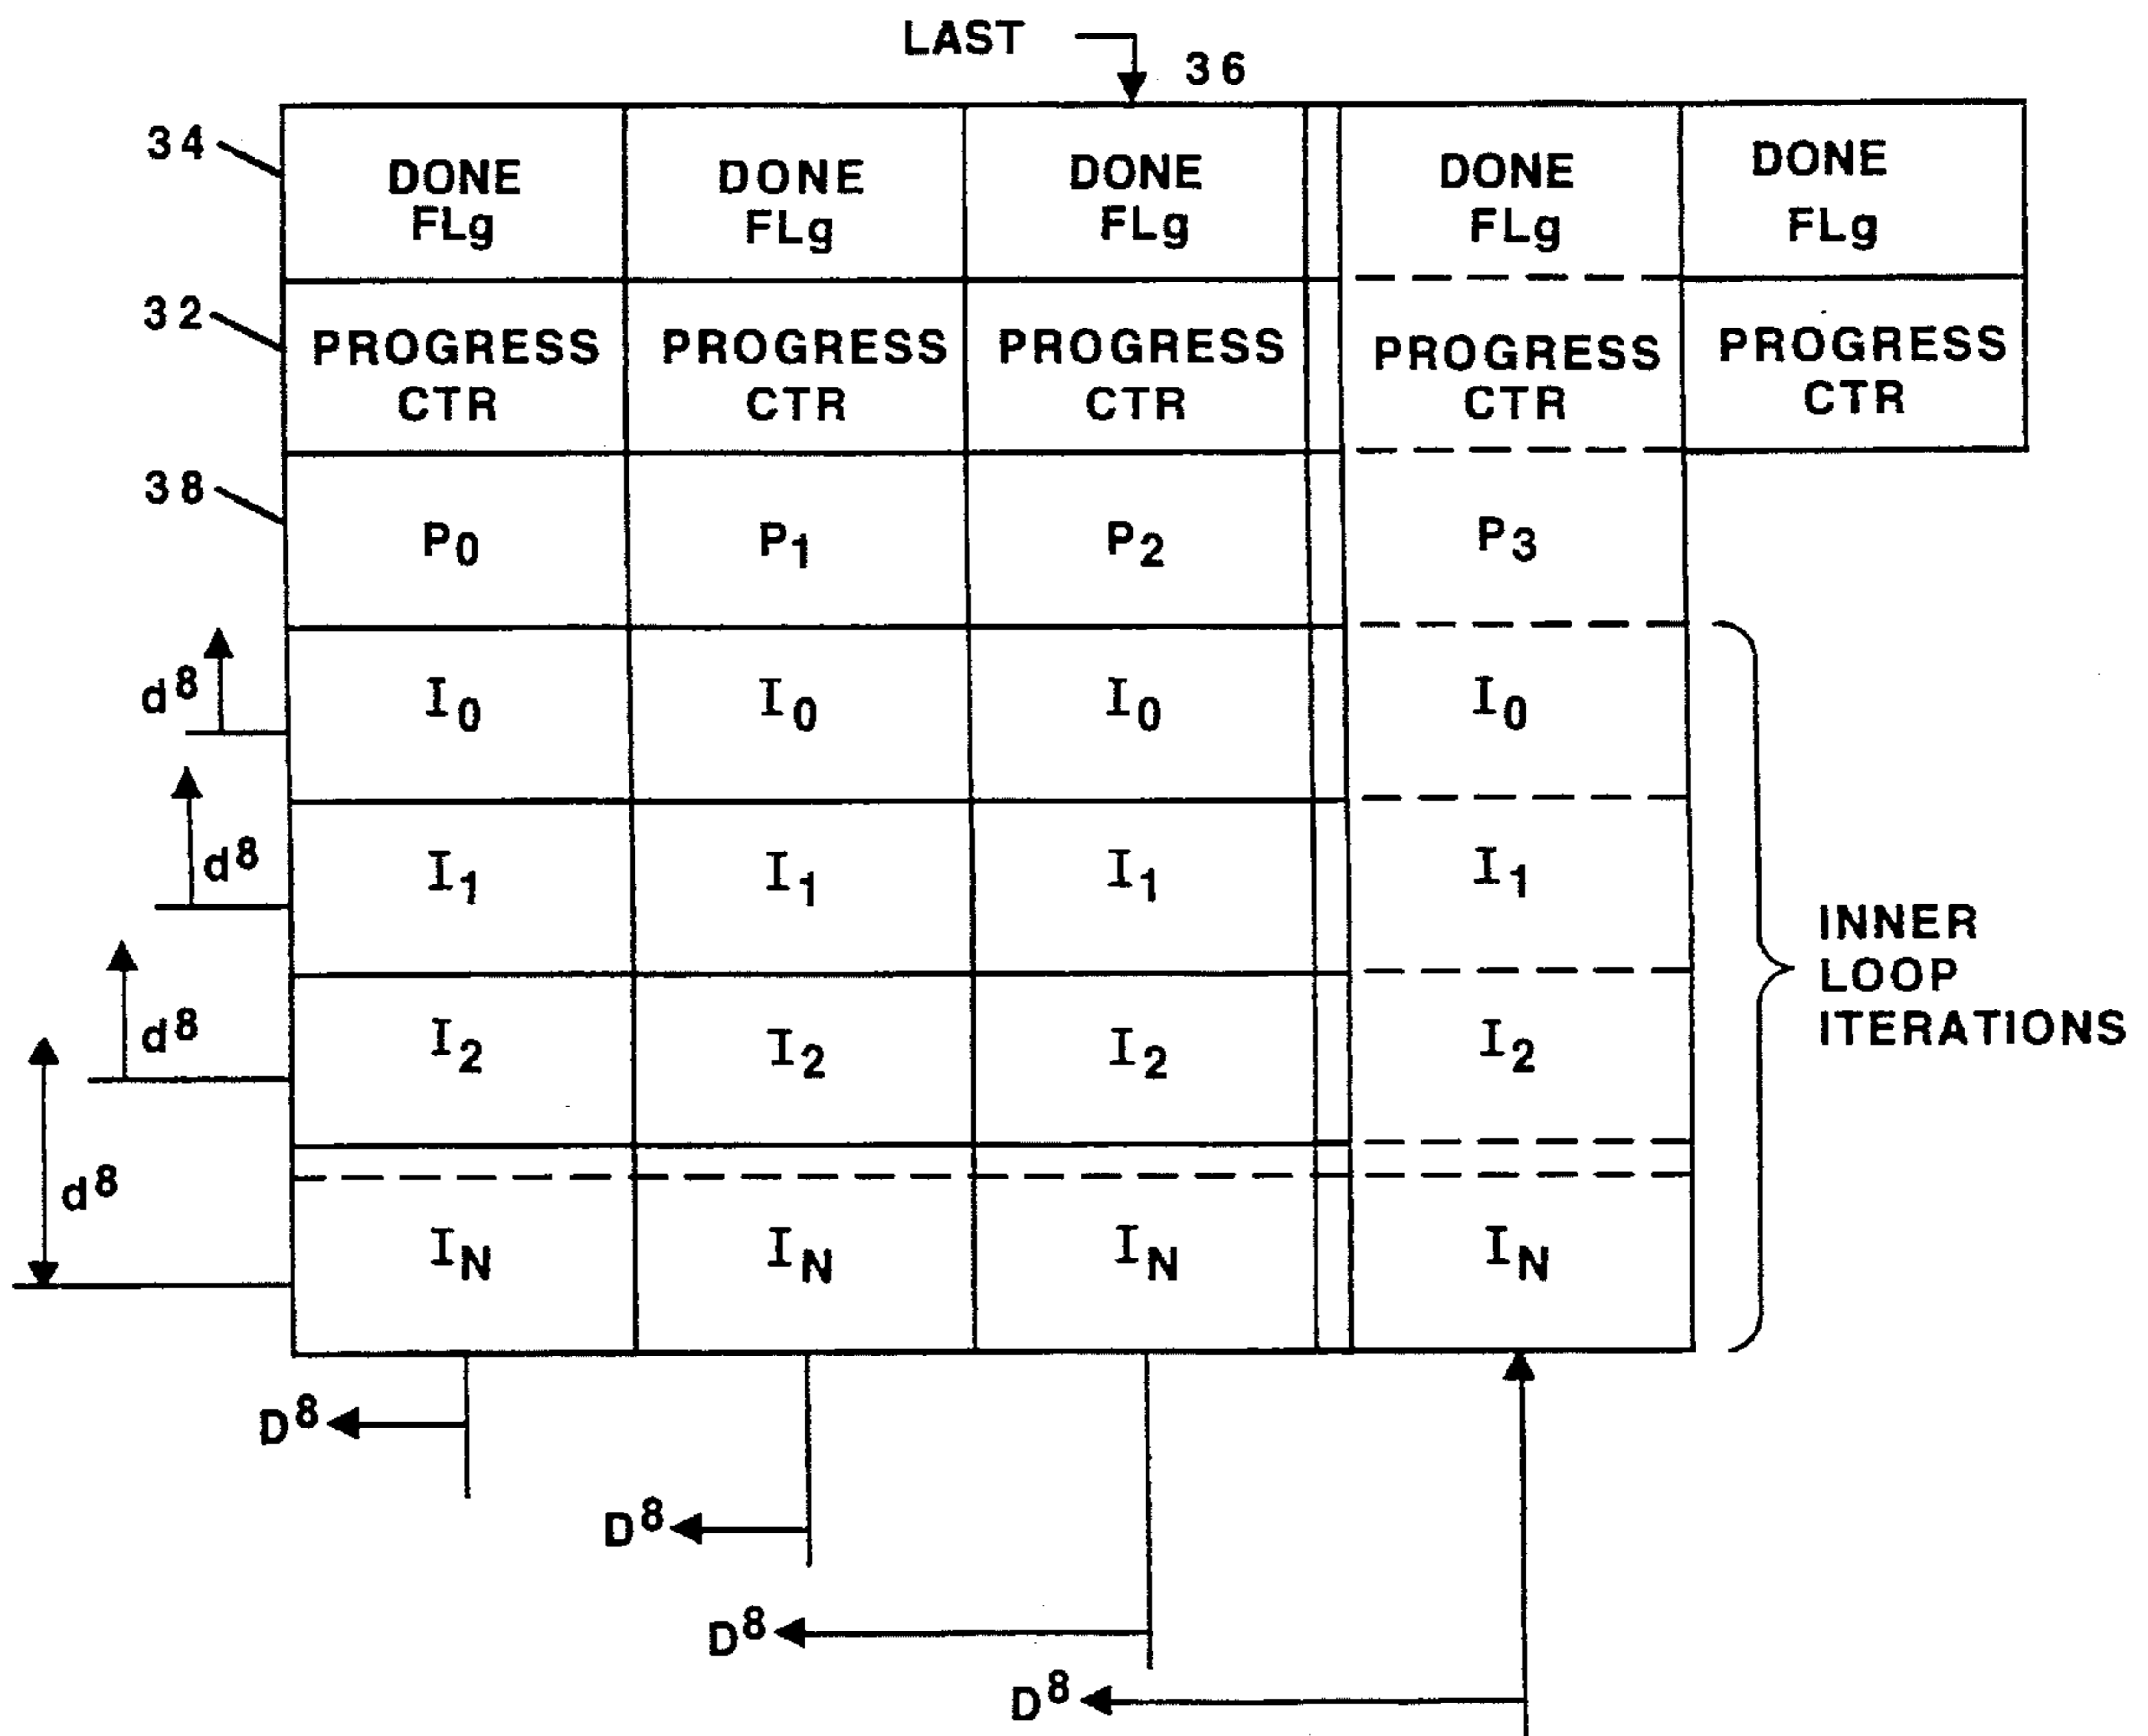 LAST
36
34
DONE FLg DONE FLg DONE FLg DONE FLg DONE FLg
32
PROGRESS CTR PROGRESS CTR PROGRESS CTR PROGRESS CTR PROGRESS CTR
38
P0 P1 P2 P3
d8
I0 I0 I0 I0
d8
I1 I1 I1 I1
INNER
LOOP
ITERATIONS
d8
I2 I2 I2 I2
d8
IN IN IN IN
D8
D8
D8
D8